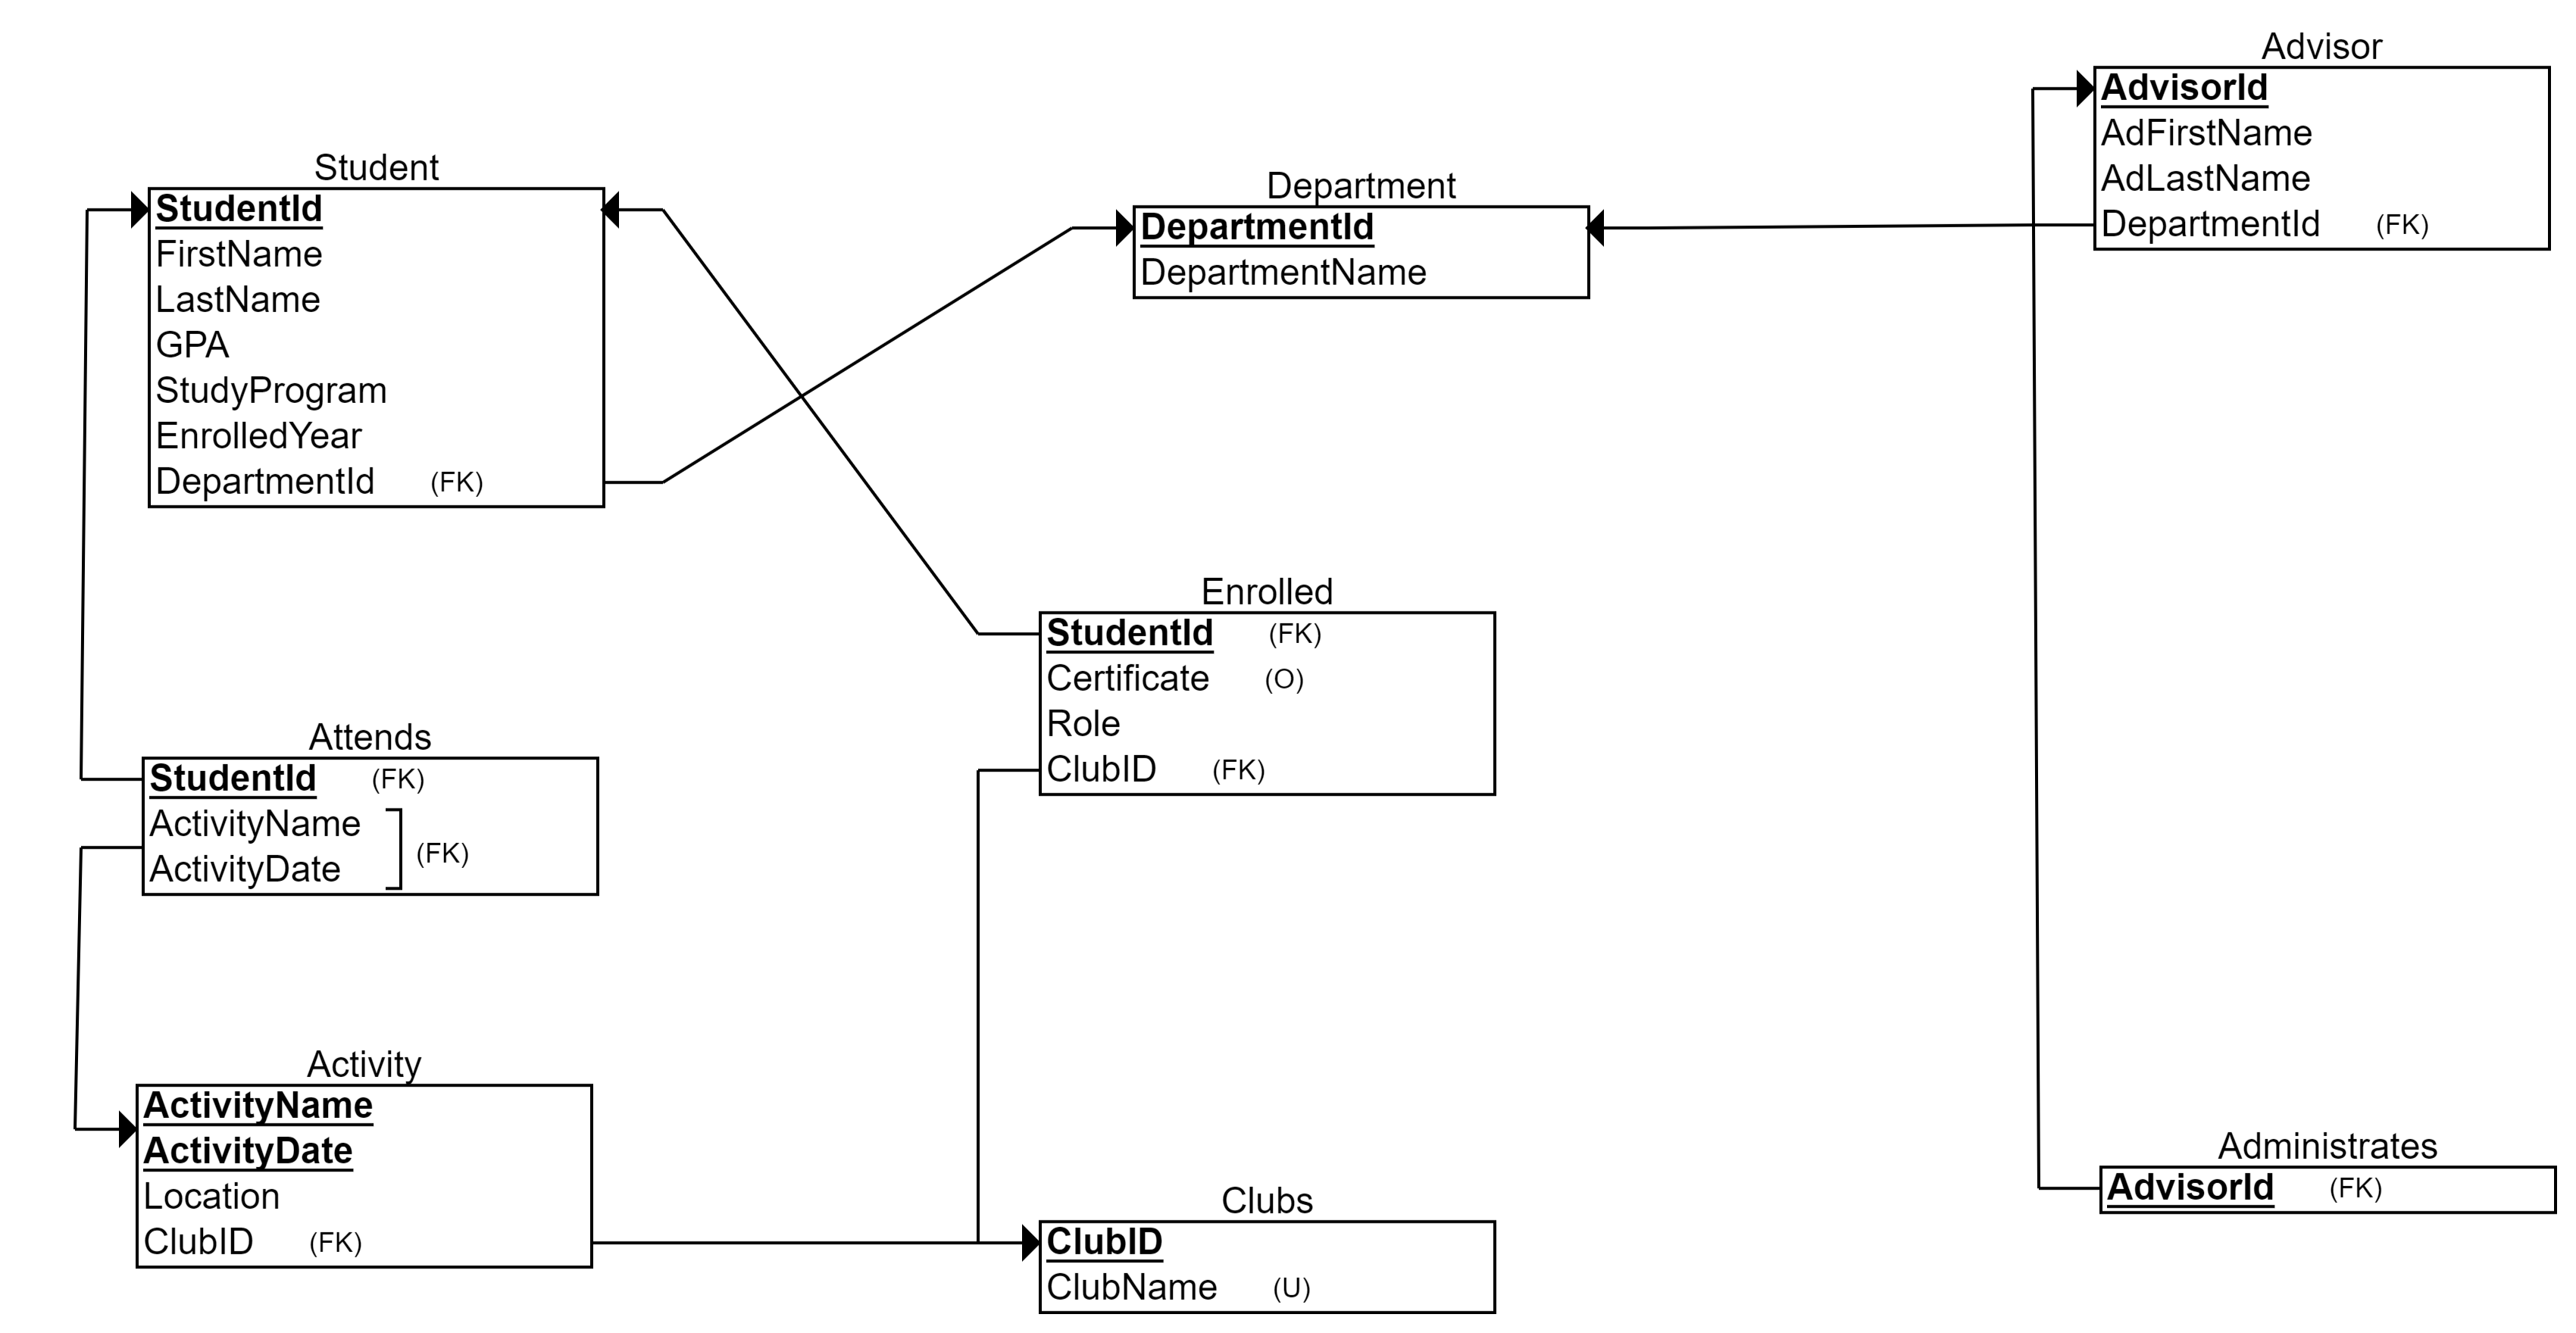 Advisor
AdvisorId
AdFirstName
AdLastName
DepartmentId (FK)
Student
StudentId
FirstName
LastName
GPA
StudyProgram
EnrolledYear
DepartmentId (FK)
Department
DepartmentId
DepartmentName
Enrolled
StudentId (FK)
Certificate (O)
Role
ClubID (FK)
Attends
StudentId (FK)
ActivityName
ActivityDate
(FK)
Activity
ActivityName
ActivityDate
Location
ClubID (FK)
Clubs
ClubID
ClubName (U)
Administrates
AdvisorId (FK)